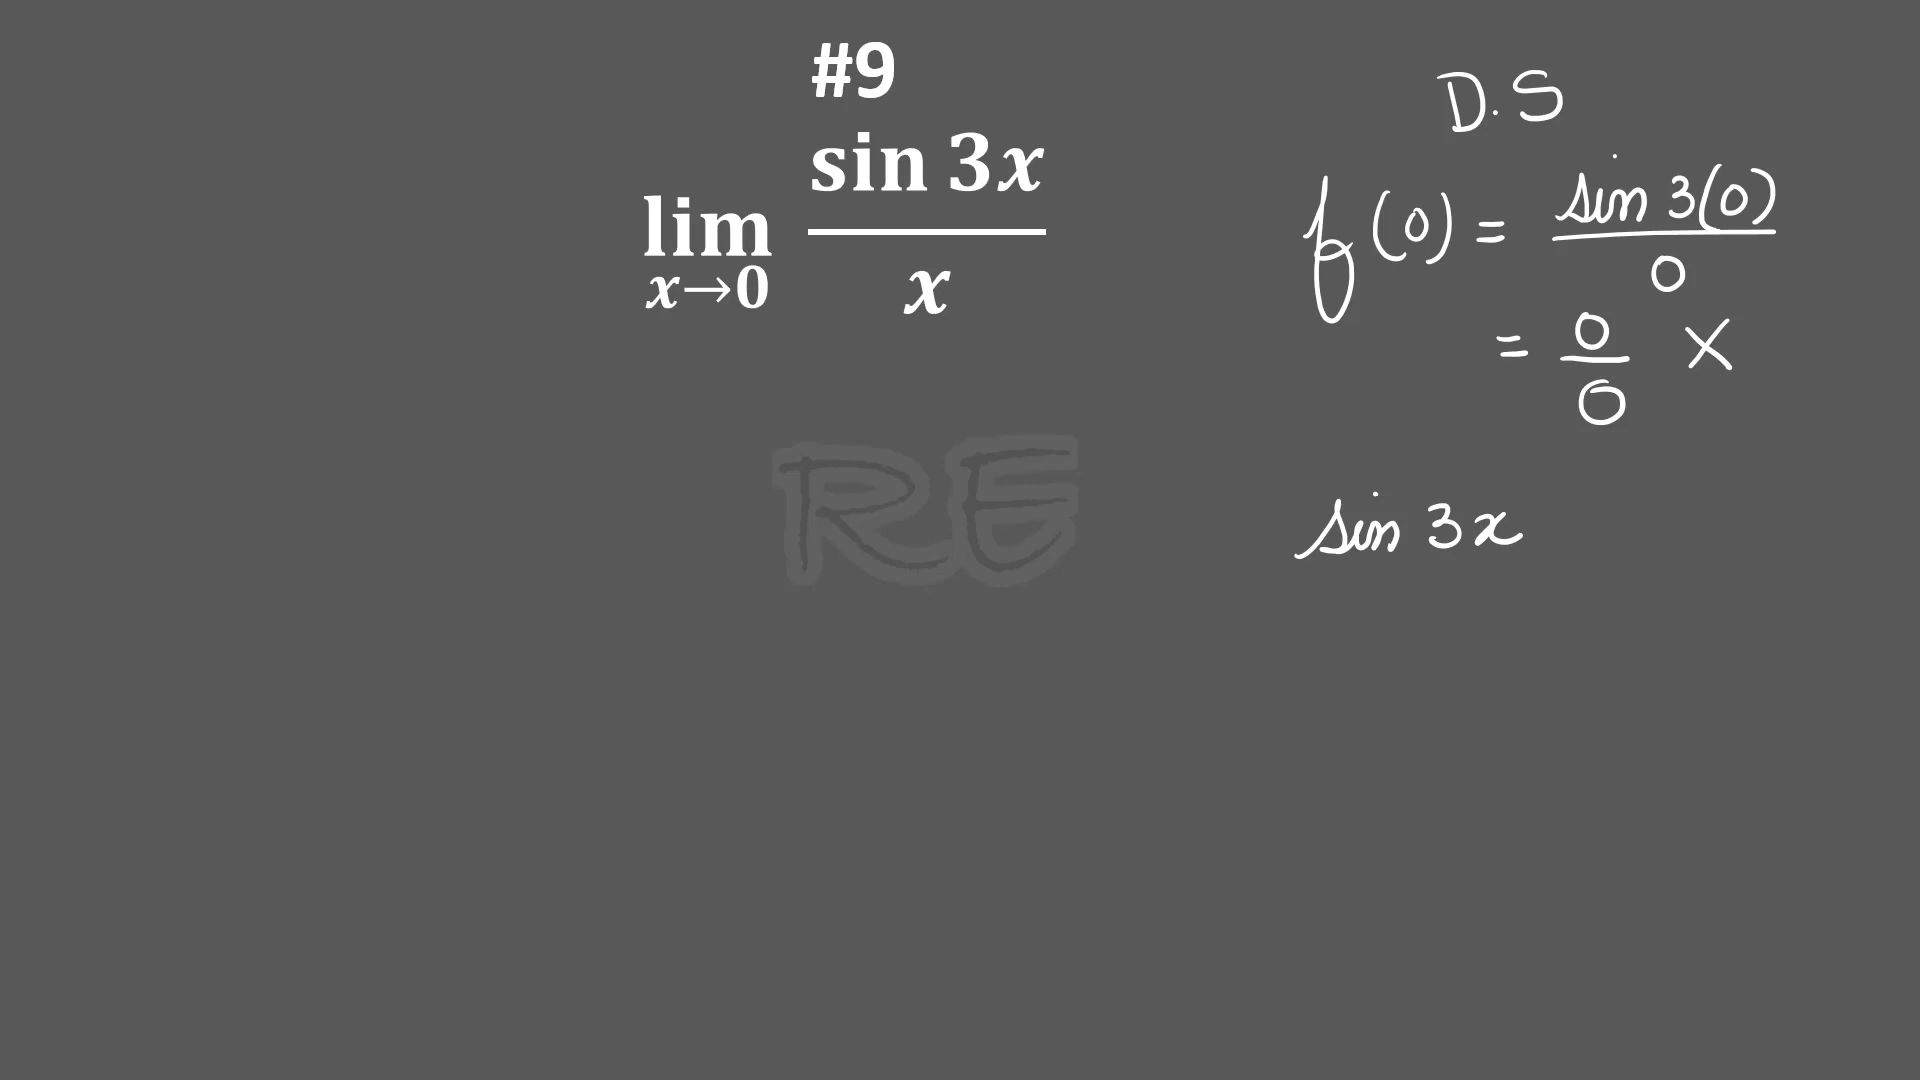 #9
lim x→0 sin 3x / x
D.S
f(0) = sin 3(0) / 0
= 0/0 ×
RE
sin 3x